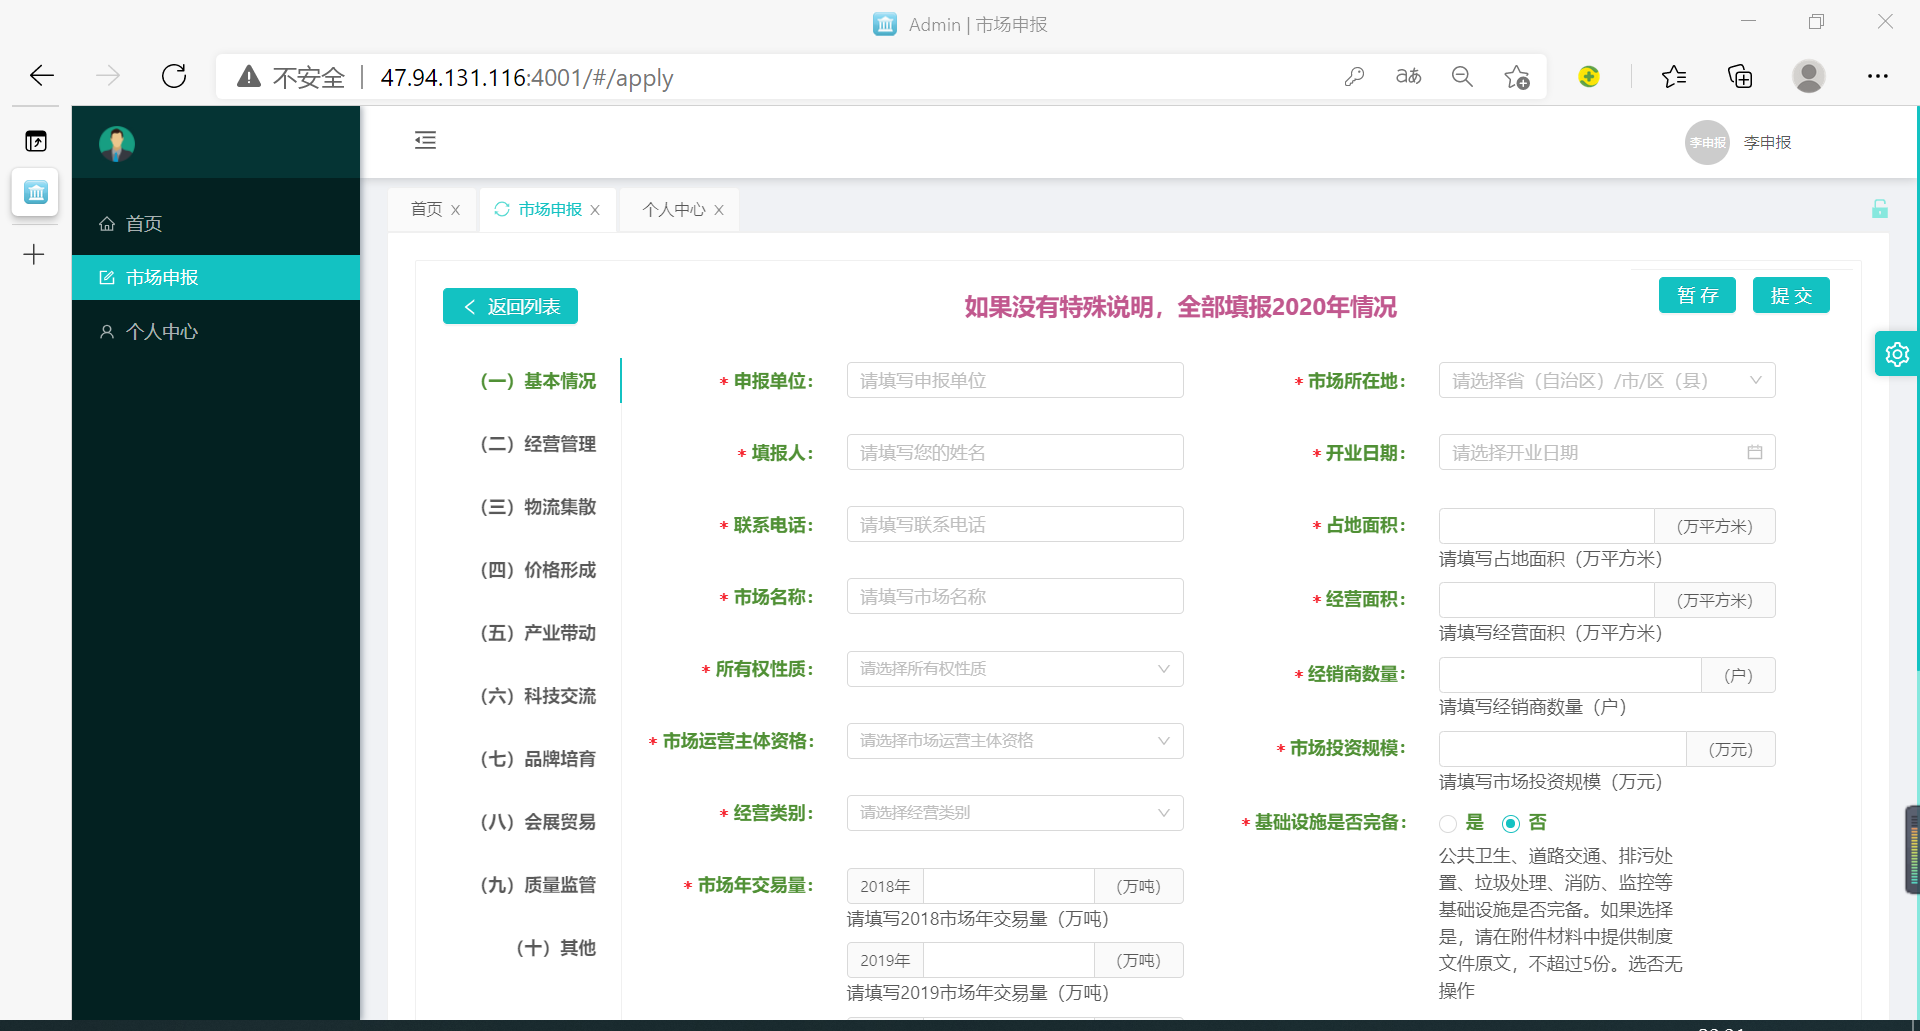 Admin | 市场申报
不安全 | 47.94.131.116:4001/#/apply
aあ
李申报 李申报
首页
市场申报
个人中心
首页 x 市场申报 x 个人中心 x
返回列表
如果没有特殊说明，全部填报2020年情况
暂 存 提 交
（一）基本情况
（二）经营管理
（三）物流集散
（四）价格形成
（五）产业带动
（六）科技交流
（七）品牌培育
（八）会展贸易
（九）质量监管
（十）其他
* 申报单位： 请填写申报单位
* 填报人： 请填写您的姓名
* 联系电话： 请填写联系电话
* 市场名称： 请填写市场名称
* 所有权性质： 请选择所有权性质
* 市场运营主体资格： 请选择市场运营主体资格
* 经营类别： 请选择经营类别
* 市场年交易量： 2018年 （万吨）
请填写2018市场年交易量（万吨）
2019年 （万吨）
请填写2019市场年交易量（万吨）
* 市场所在地： 请选择省（自治区）/市/区（县）
* 开业日期： 请选择开业日期
* 占地面积： （万平方米）
请填写占地面积（万平方米）
* 经营面积： （万平方米）
请填写经营面积（万平方米）
* 经销商数量： （户）
请填写经销商数量（户）
* 市场投资规模： （万元）
请填写市场投资规模（万元）
* 基础设施是否完备： 是 否
公共卫生、道路交通、排污处
置、垃圾处理、消防、监控等
基础设施是否完备。如果选择
是，请在附件材料中提供制度
文件原文，不超过5份。选否无
操作